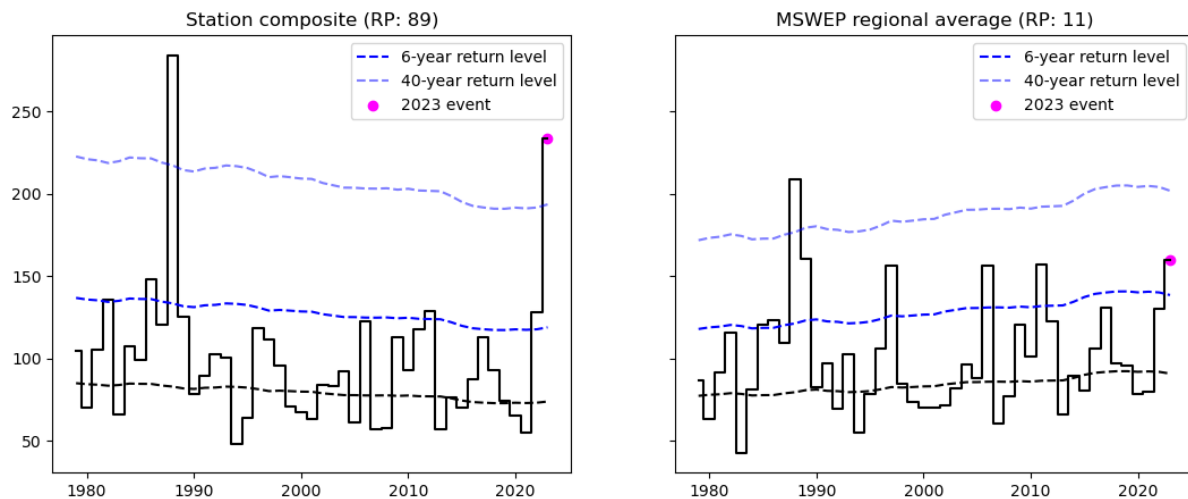 Station composite (RP: 89)
6-year return level
40-year return level
2023 event
250
200
150
100
50
1980 1990 2000 2010 2020
MSWEP regional average (RP: 11)
6-year return level
40-year return level
2023 event
1980 1990 2000 2010 2020